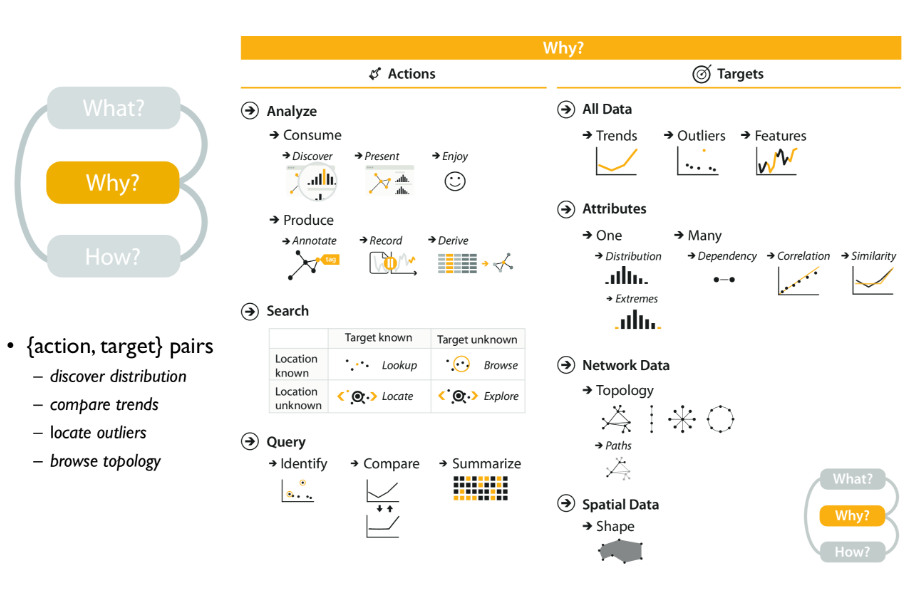 What?
Why?
How?
• {action, target} pairs
– discover distribution
– compare trends
– locate outliers
– browse topology
Why?
Actions
Analyze
Consume
Discover
Present
Enjoy
Produce
Annotate
Record
Derive
tag
Search
Target known
Target unknown
Location known
Lookup
Browse
Location unknown
Locate
Explore
Query
Identify
Compare
Summarize
Targets
All Data
Trends
Outliers
Features
Attributes
One
Many
Distribution
Dependency
Correlation
Similarity
Extremes
Network Data
Topology
Paths
Spatial Data
Shape
What?
Why?
How?